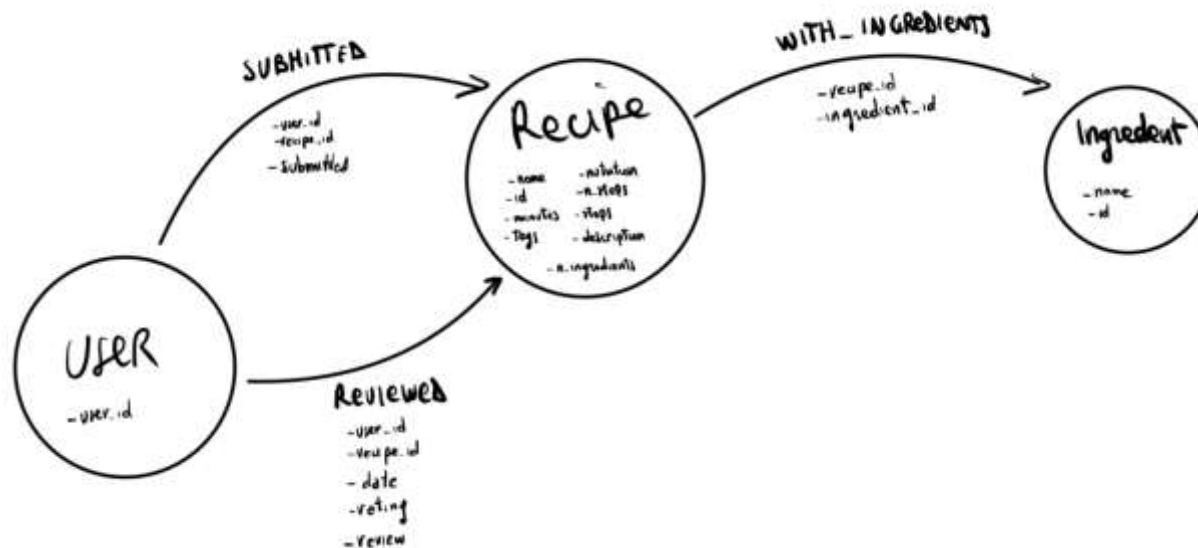 SUBMITTED
- user_id
- recipe_id
- submitted
Recipe
- name
- id
- minutes
- Tags
- nutrition
- n_steps
- steps
- description
- n_ingredients
WITH_INGREDIENTS
- recipe_id
- ingredient_id
Ingredent
- name
- id
USER
- user_id
REVIEWED
- user_id
- recipe_id
- date
- rating
- review